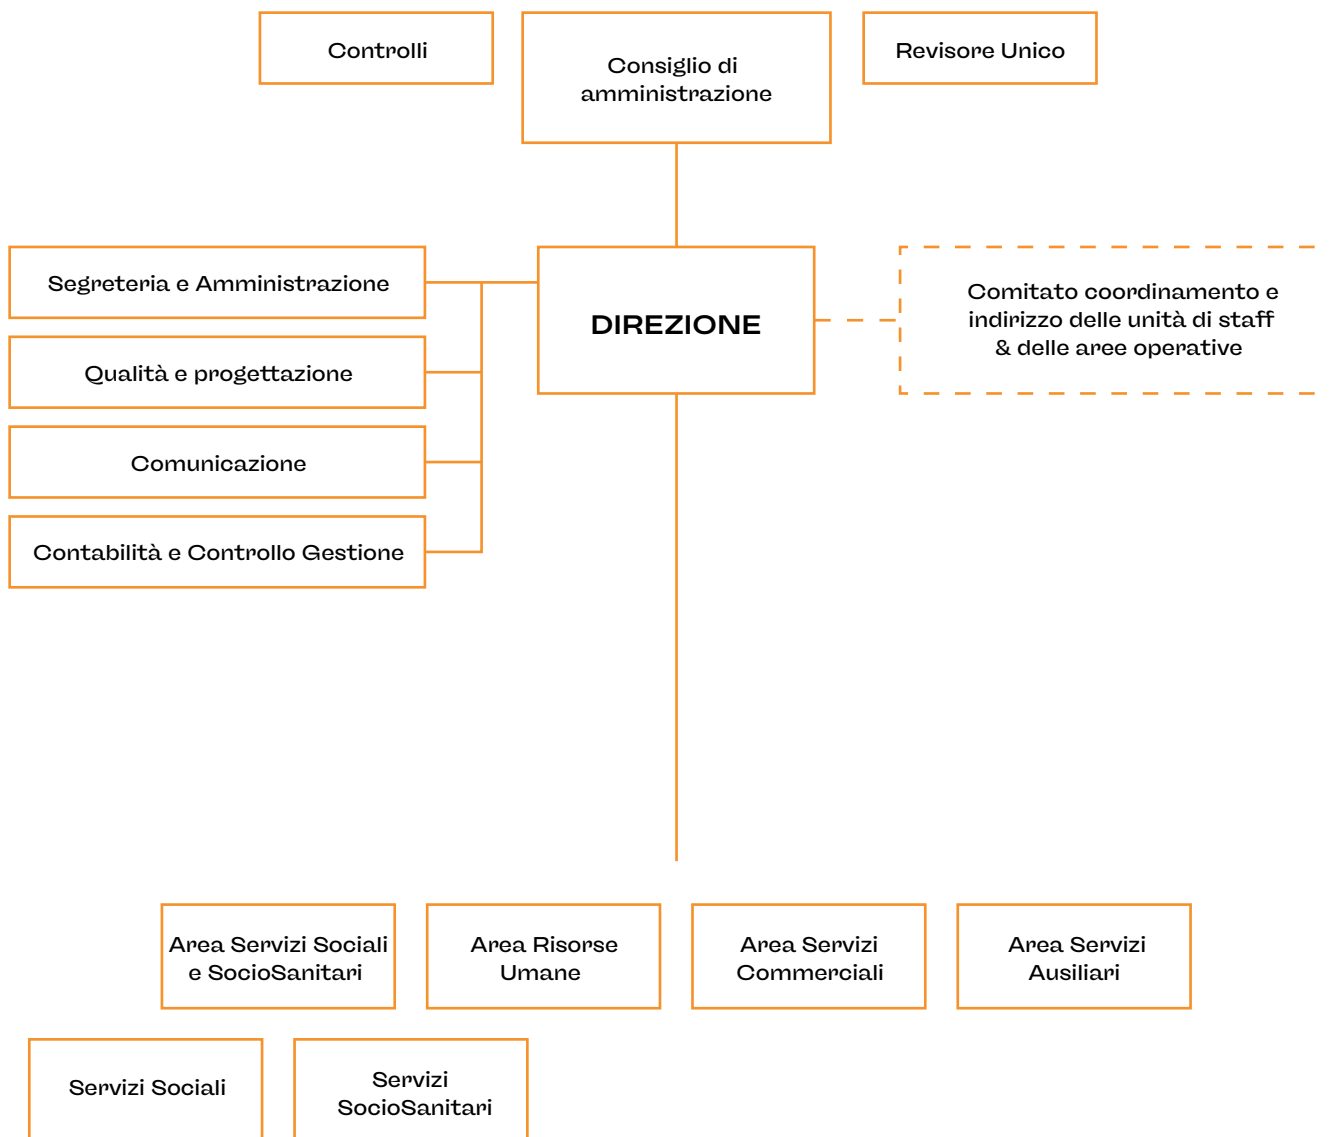 Controlli
Consiglio di
amministrazione
Revisore Unico
Segreteria e Amministrazione
Qualità e progettazione
Comunicazione
Contabilità e Controllo Gestione
DIREZIONE
Comitato coordinamento e
indirizzo delle unità di staff
& delle aree operative
Area Servizi Sociali
e SocioSanitari
Area Risorse
Umane
Area Servizi
Commerciali
Area Servizi
Ausiliari
Servizi Sociali
Servizi
SocioSanitari